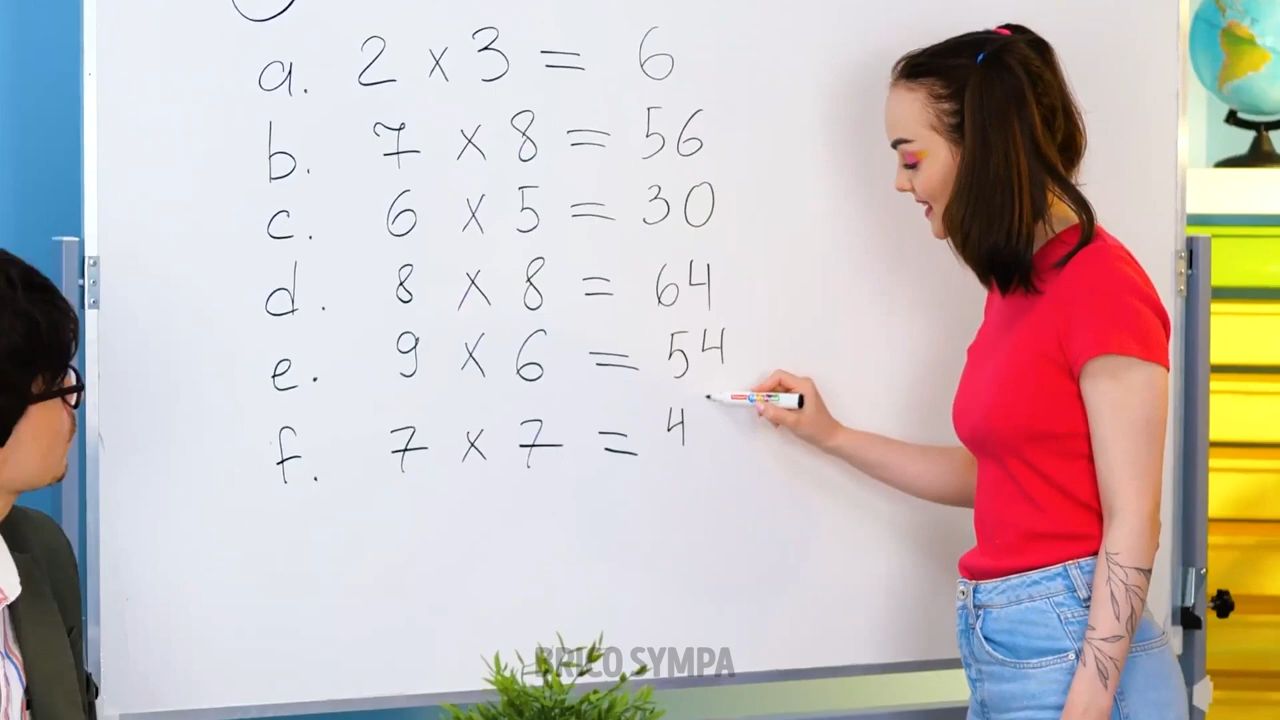 a. 2 x 3 = 6
b. 7 x 8 = 56
c. 6 x 5 = 30
d. 8 x 8 = 64
e. 9 x 6 = 54
f. 7 x 7 = 4
BRICO SYMPA